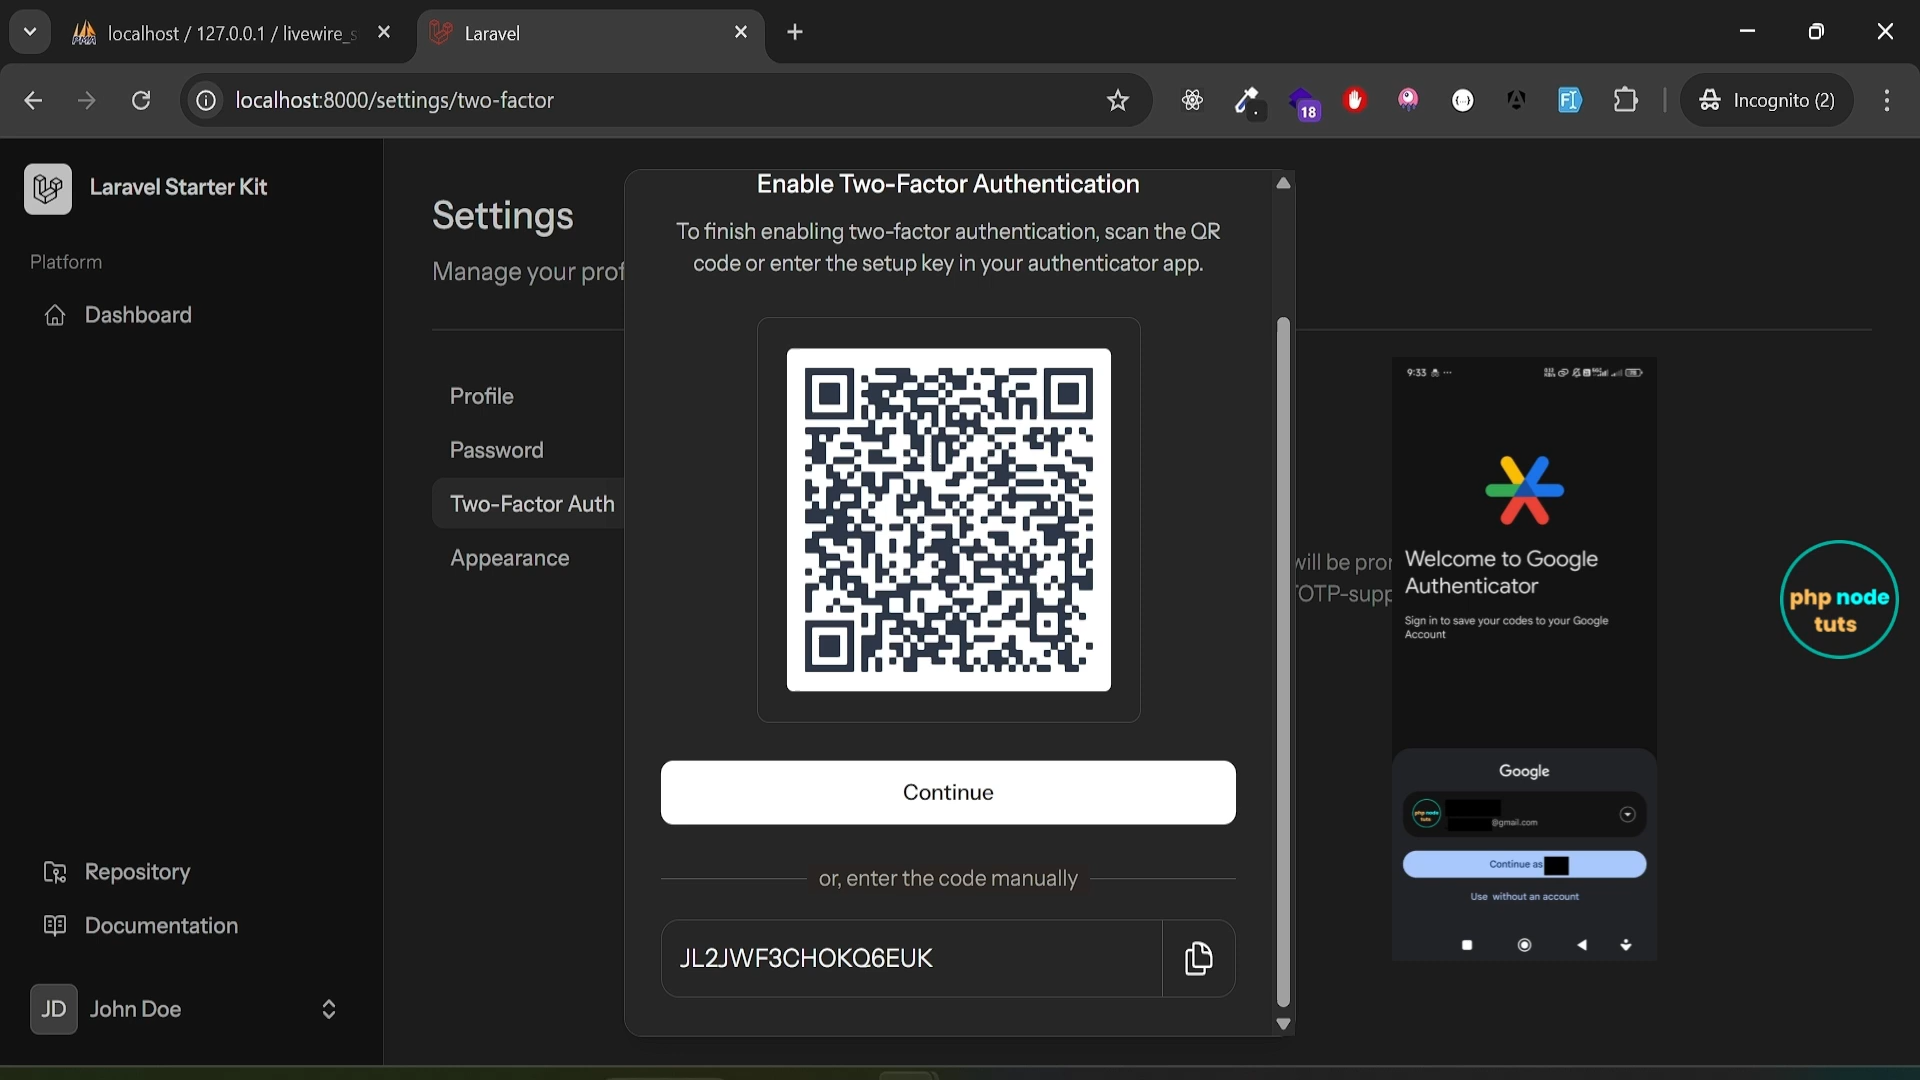 localhost / 127.0.0.1 / livewire_s
Laravel
localhost:8000/settings/two-factor
18
Incognito (2)
Laravel Starter Kit
Platform
Dashboard
Repository
Documentation
JD John Doe
Settings
Manage your prof
Profile
Password
Two-Factor Auth
Appearance
Enable Two-Factor Authentication
To finish enabling two-factor authentication, scan the QR
code or enter the setup key in your authenticator app.
Continue
or, enter the code manually
JL2JWF3CHOKQ6EUK
will be pror
TOTP-supp
9:33
Welcome to Google
Authenticator
Sign in to save your codes to your Google
Account
Google
@gmail.com
Continue as
Use without an account
php node
tuts